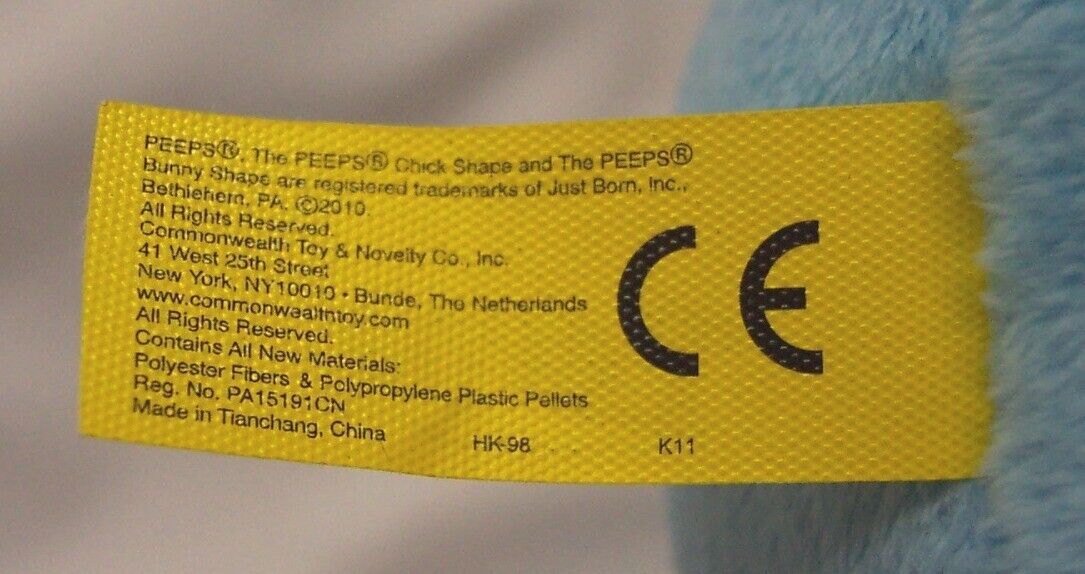 PEEPS®, The PEEPS® Chick Shape and The PEEPS®
Bunny Shape are registered trademarks of Just Born, Inc.,
Bethlehem, PA. ©2010.
All Rights Reserved.
Commonwealth Toy & Novelty Co., Inc.
41 West 25th Street
New York, NY10010 • Bunde, The Netherlands
www.commonwealthtoy.com
All Rights Reserved.
Contains All New Materials:
Polyester Fibers & Polypropylene Plastic Pellets
Reg. No. PA15191CN
Made in Tianchang, China
HK-98
K11
CE